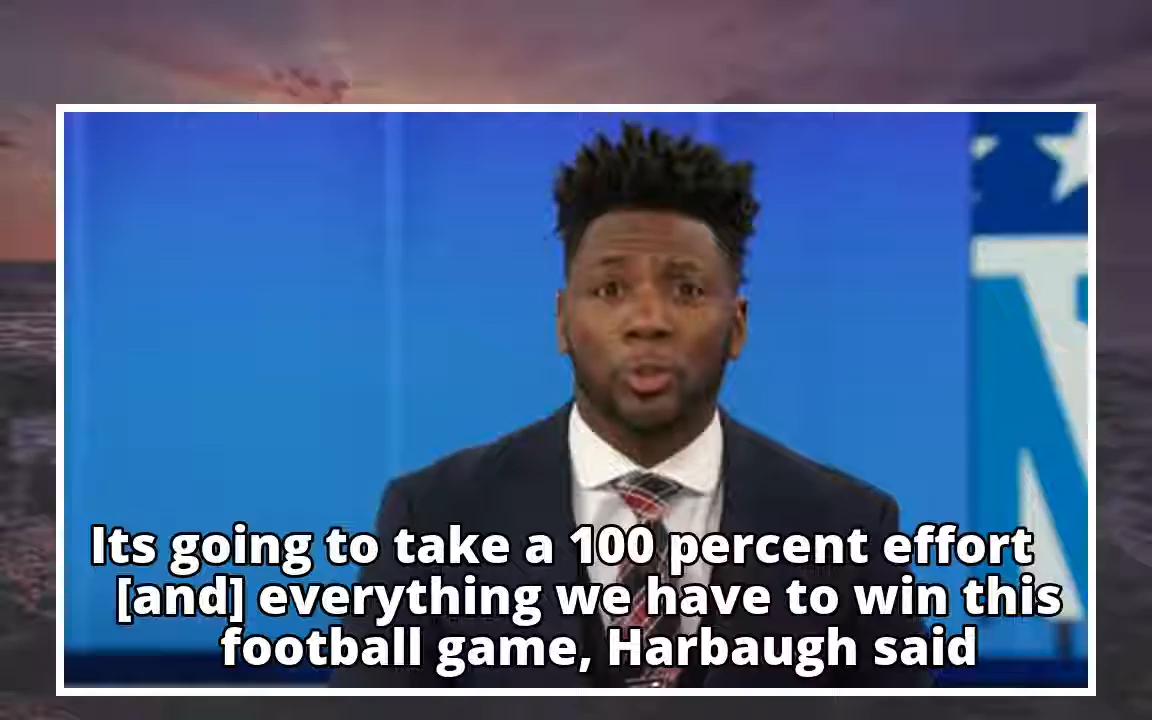 Its going to take a 100 percent effort
[and] everything we have to win this
football game, Harbaugh said